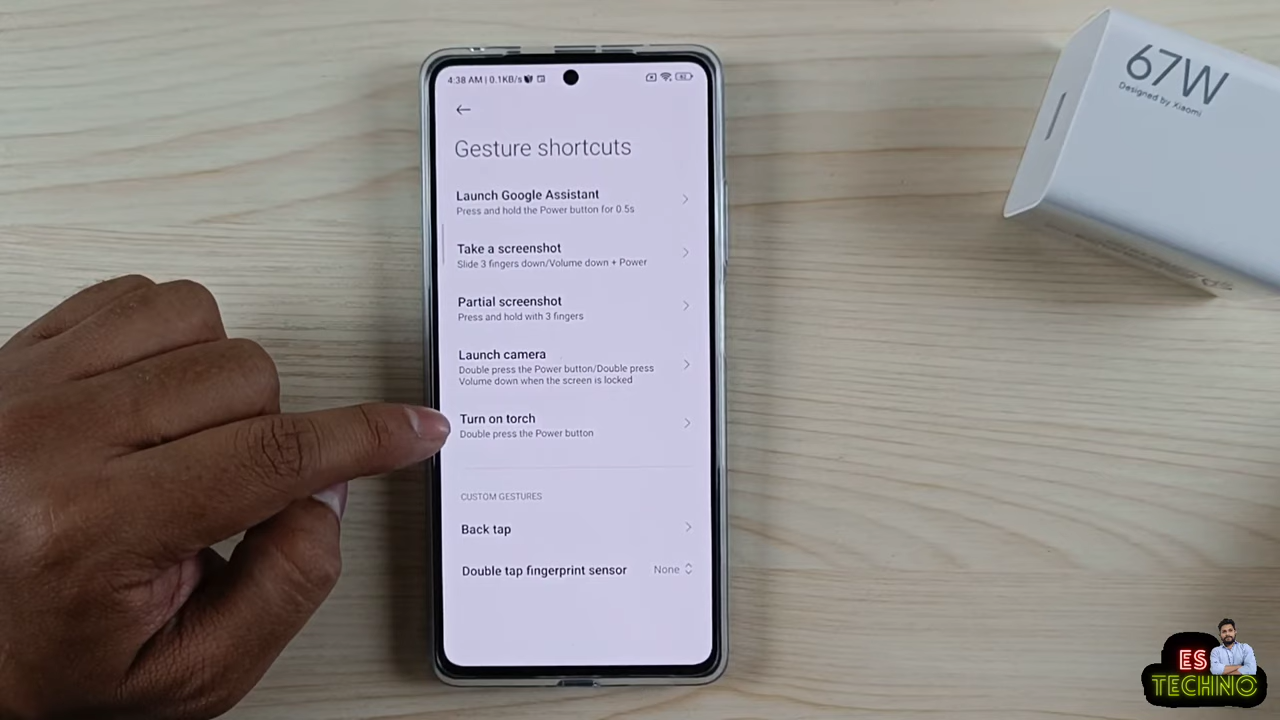 4:38 AM | 0.1KB/s
Gesture shortcuts
Launch Google Assistant
Press and hold the Power button for 0.5s
Take a screenshot
Slide 3 fingers down/Volume down + Power
Partial screenshot
Press and hold with 3 fingers
Launch camera
Double press the Power button/Double press
Volume down when the screen is locked
Turn on torch
Double press the Power button
CUSTOM GESTURES
Back tap
Double tap fingerprint sensor None
67W
Designed by Xiaomi
ES
TECHNO